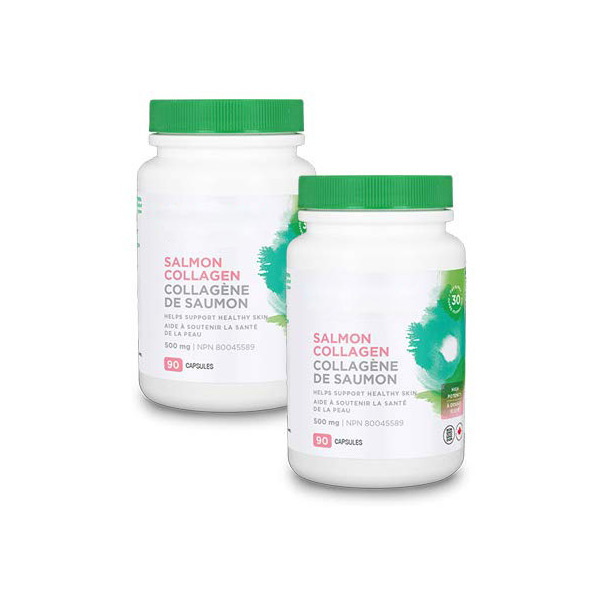 SALMON
COLLAGEN
COLLAGÈNE
DE SAUMON
HELPS SUPPORT HEALTHY SKIN
AIDE À SOUTENIR LA SANTÉ
DE LA PEAU
500 mg | NPN 80045589
90 CAPSULES
30
SALMON
COLLAGEN
COLLAGÈNE
DE SAUMON
HELPS SUPPORT HEALTHY SKIN
AIDE À SOUTENIR LA SANTÉ
DE LA PEAU
500 mg | NPN 80045589
HIGH
90 CAPSULES